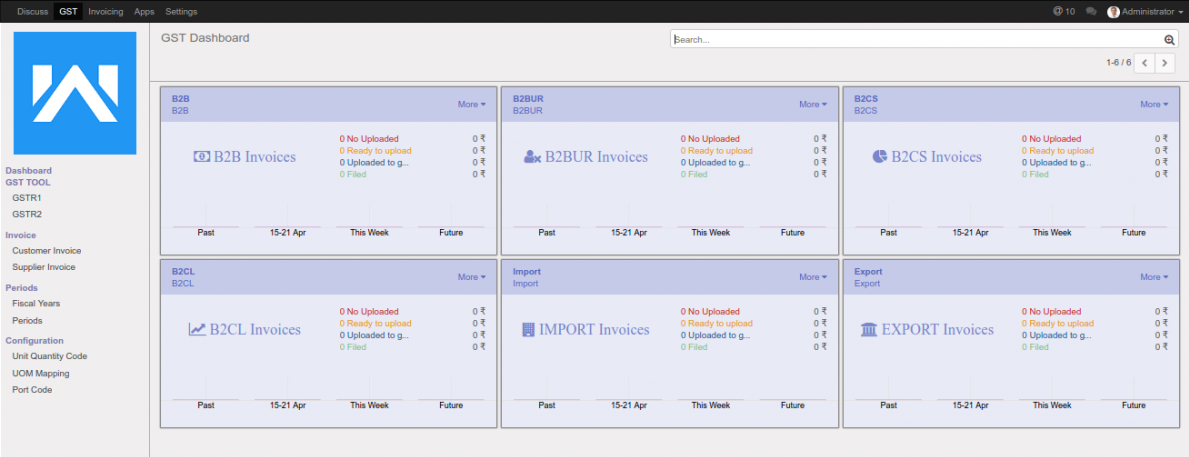 Discuss GST Invoicing Apps Settings @ 10 Administrator
GST Dashboard
Search...
1-6 / 6
Dashboard
GST TOOL
GSTR1
GSTR2
Invoice
Customer Invoice
Supplier Invoice
Periods
Fiscal Years
Periods
Configuration
Unit Quantity Code
UOM Mapping
Port Code
B2B
B2B
More
B2B Invoices
0 No Uploaded 0 ₹
0 Ready to upload 0 ₹
0 Uploaded to g... 0 ₹
0 Filed 0 ₹
Past 15-21 Apr This Week Future
B2BUR
B2BUR
More
B2BUR Invoices
0 No Uploaded 0 ₹
0 Ready to upload 0 ₹
0 Uploaded to g... 0 ₹
0 Filed 0 ₹
Past 15-21 Apr This Week Future
B2CS
B2CS
More
B2CS Invoices
0 No Uploaded 0 ₹
0 Ready to upload 0 ₹
0 Uploaded to g... 0 ₹
0 Filed 0 ₹
Past 15-21 Apr This Week Future
B2CL
B2CL
More
B2CL Invoices
0 No Uploaded 0 ₹
0 Ready to upload 0 ₹
0 Uploaded to g... 0 ₹
0 Filed 0 ₹
Past 15-21 Apr This Week Future
Import
Import
More
IMPORT Invoices
0 No Uploaded 0 ₹
0 Ready to upload 0 ₹
0 Uploaded to g... 0 ₹
0 Filed 0 ₹
Past 15-21 Apr This Week Future
Export
Export
More
EXPORT Invoices
0 No Uploaded 0 ₹
0 Ready to upload 0 ₹
0 Uploaded to g... 0 ₹
0 Filed 0 ₹
Past 15-21 Apr This Week Future